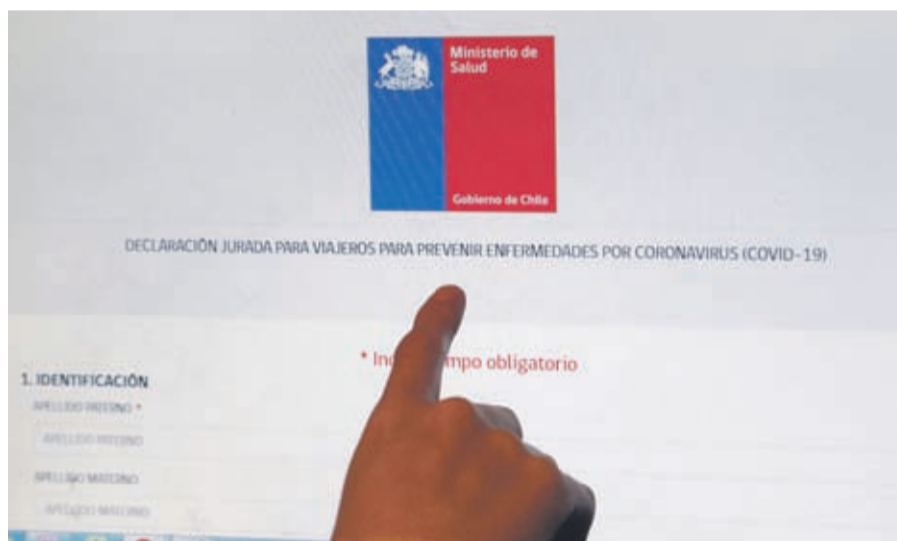 Ministerio de
Salud
Gobierno de Chile
DECLARACIÓN JURADA PARA VIAJEROS PARA PREVENIR ENFERMEDADES POR CORONAVIRUS (COVID-19)
* In mpo obligatorio
1. IDENTIFICACIÓN
APELLIDO PATERNO *
APELLIDO PATERNO
APELLIDO MATERNO
APELLIDO MATERNO